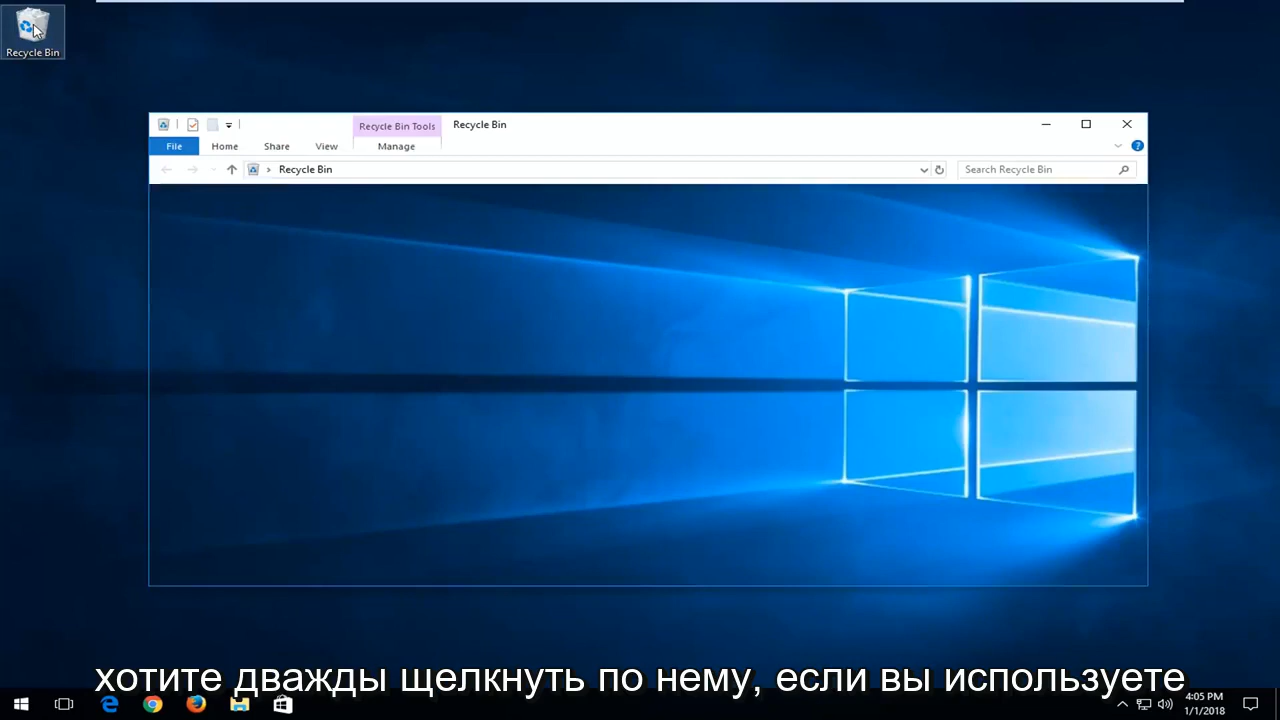 Recycle Bin
Recycle Bin Tools
Recycle Bin
File
Home
Share
View
Manage
Recycle Bin
Search Recycle Bin
хотите дважды щелкнуть по нему, если вы используете
4:05 PM
1/1/2018